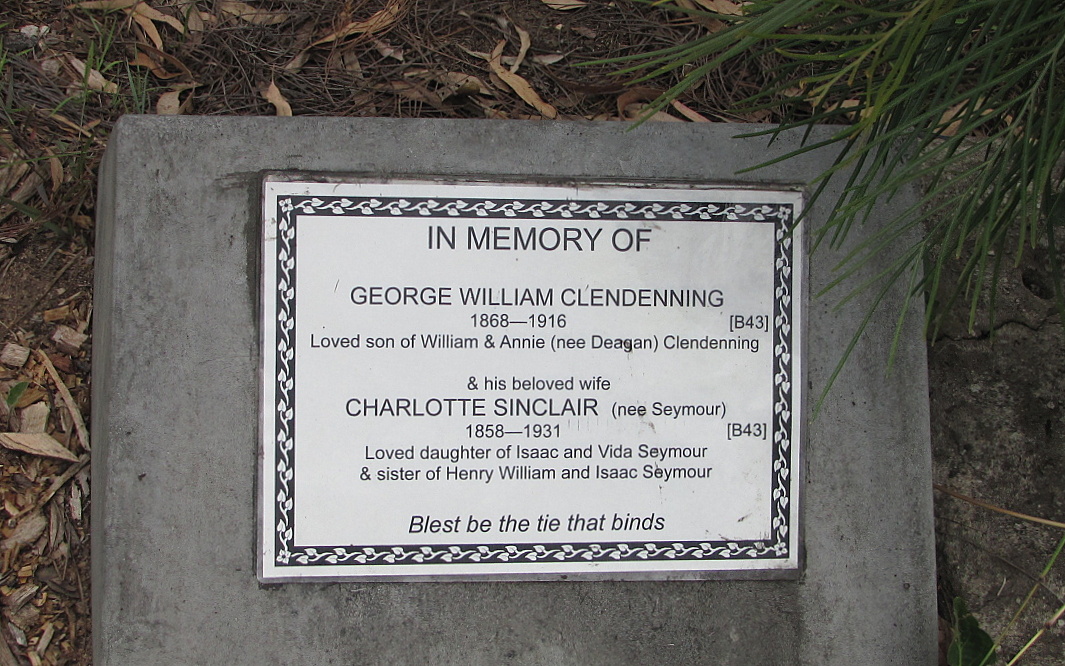 IN MEMORY OF
GEORGE WILLIAM CLENDENNING
1868—1916 [B43]
Loved son of William & Annie (nee Deagan) Clendenning
& his beloved wife
CHARLOTTE SINCLAIR (nee Seymour)
1858—1931 [B43]
Loved daughter of Isaac and Vida Seymour
& sister of Henry William and Isaac Seymour
Blest be the tie that binds